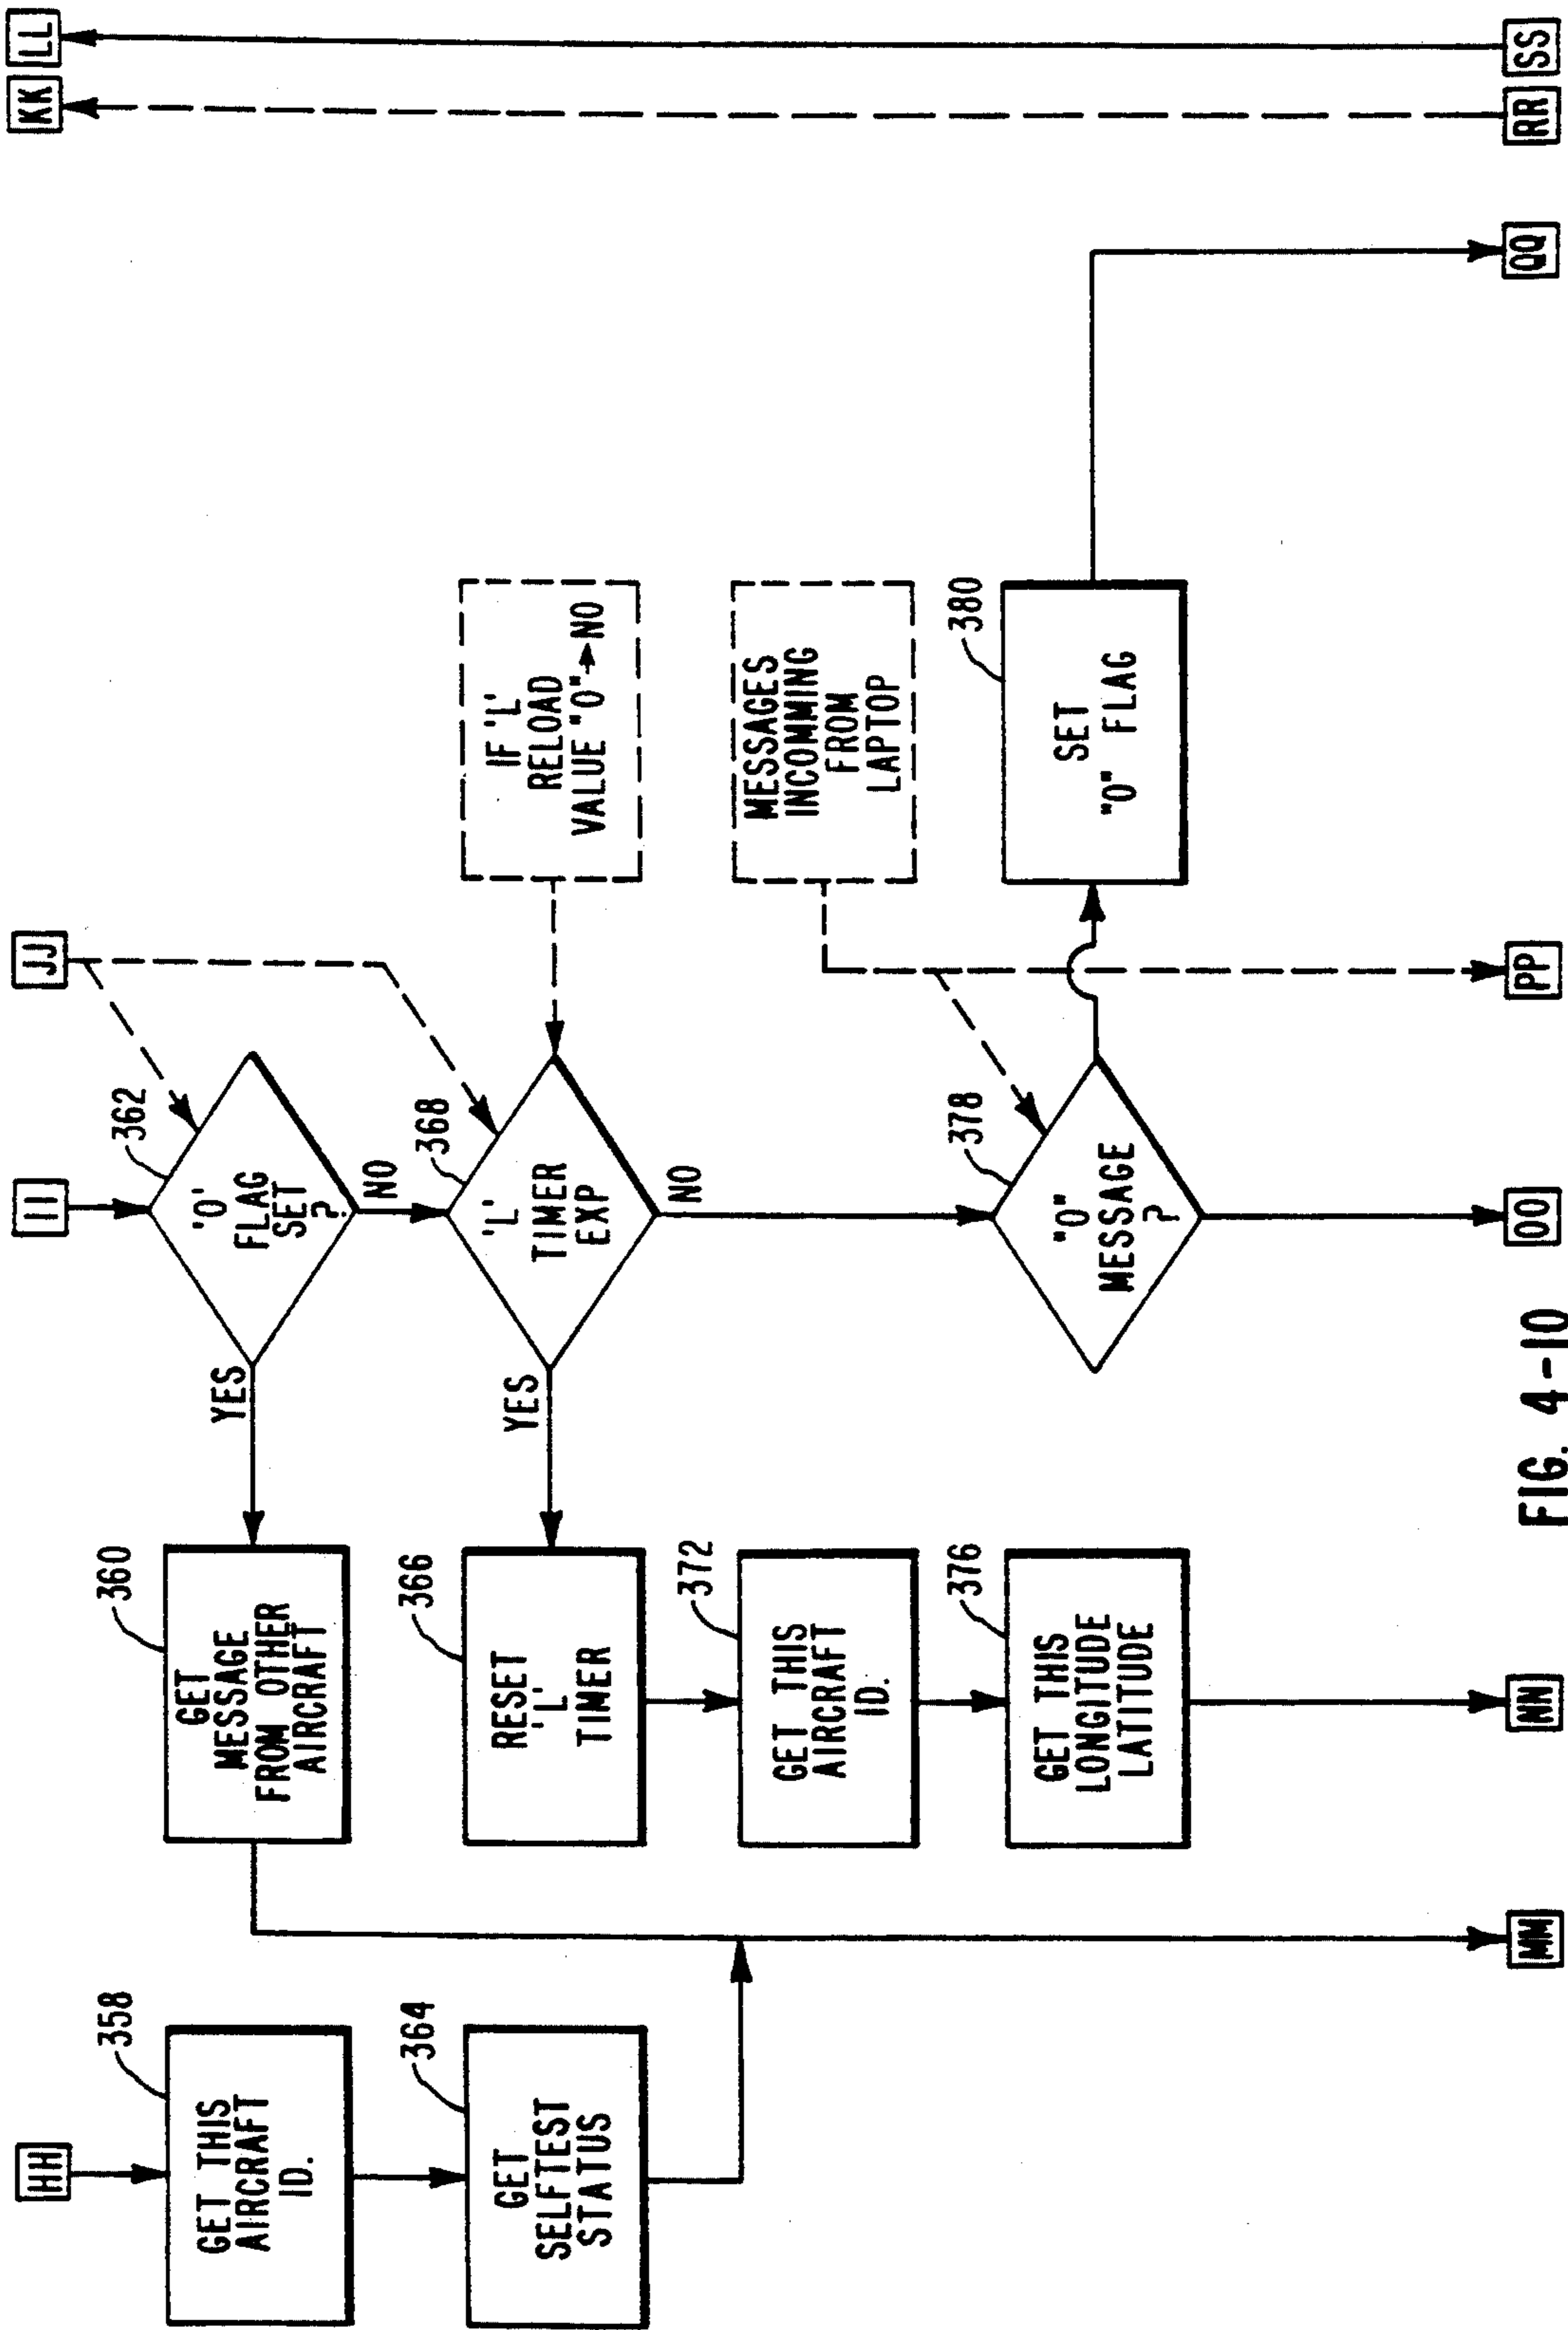 HH
II
JJ
KK
LL
358
GET THIS
AIRCRAFT
ID.
360
GET
MESSAGE
FROM OTHER
AIRCRAFT
YES
362
'O'
FLAG
SET
?
NO
364
GET
SELFTEST
STATUS
366
RESET
'L'
TIMER
YES
368
'L'
TIMER
EXP
NO
IF 'L'
RELOAD
VALUE "0"→NO
372
GET THIS
AIRCRAFT
ID.
MESSAGES
INCOMMING
FROM
LAPTOP
376
GET THIS
LONGITUDE
LATITUDE
378
"O"
MESSAGE
?
380
SET
"O" FLAG
MM
NN
OO
PP
QQ
RR
SS
FIG. 4-10